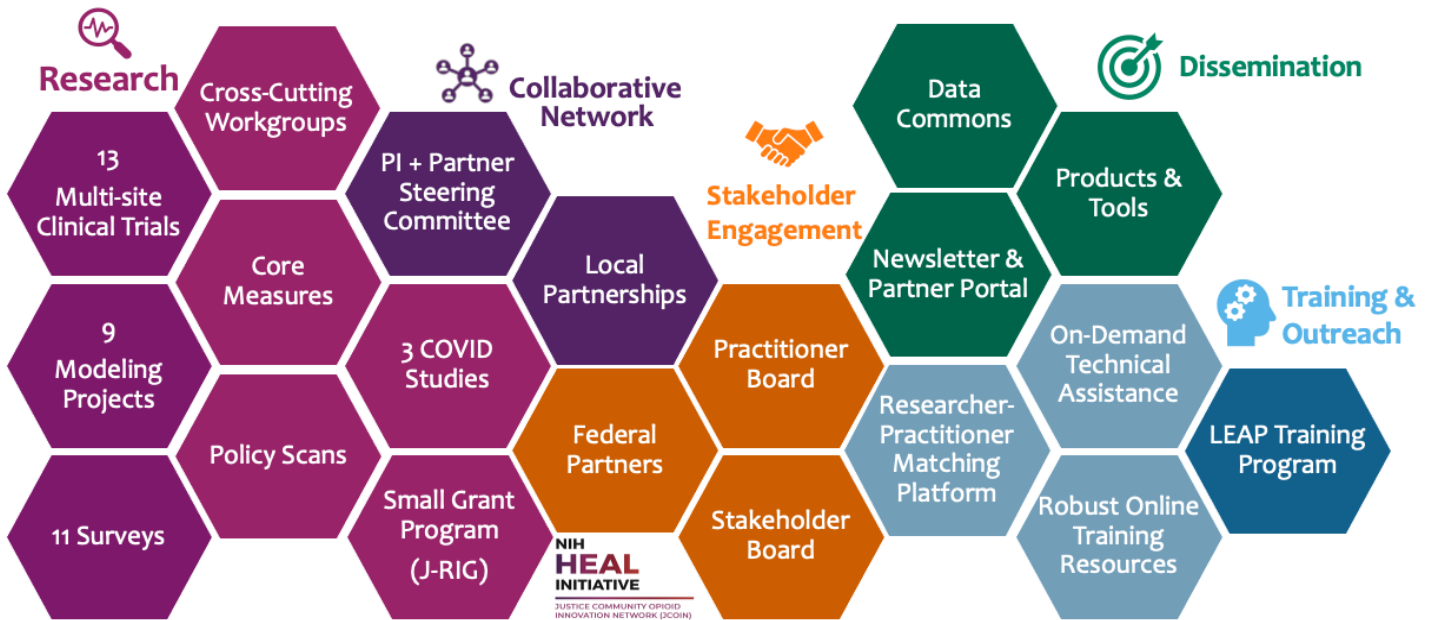 Research
13
Multi-site
Clinical Trials
9
Modeling
Projects
11 Surveys
Cross-Cutting
Workgroups
Core
Measures
Policy Scans
3 COVID
Studies
Small Grant
Program
(J-RIG)
Collaborative
Network
PI + Partner
Steering
Committee
Local
Partnerships
Stakeholder
Engagement
Federal
Partners
Practitioner
Board
Stakeholder
Board
Dissemination
Data
Commons
Newsletter &
Partner Portal
Products &
Tools
Training &
Outreach
Researcher-
Practitioner
Matching
Platform
On-Demand
Technical
Assistance
Robust Online
Training
Resources
LEAP Training
Program
NIH
HEAL
INITIATIVE
JUSTICE COMMUNITY OPIOID
INNOVATION NETWORK (JCOIN)